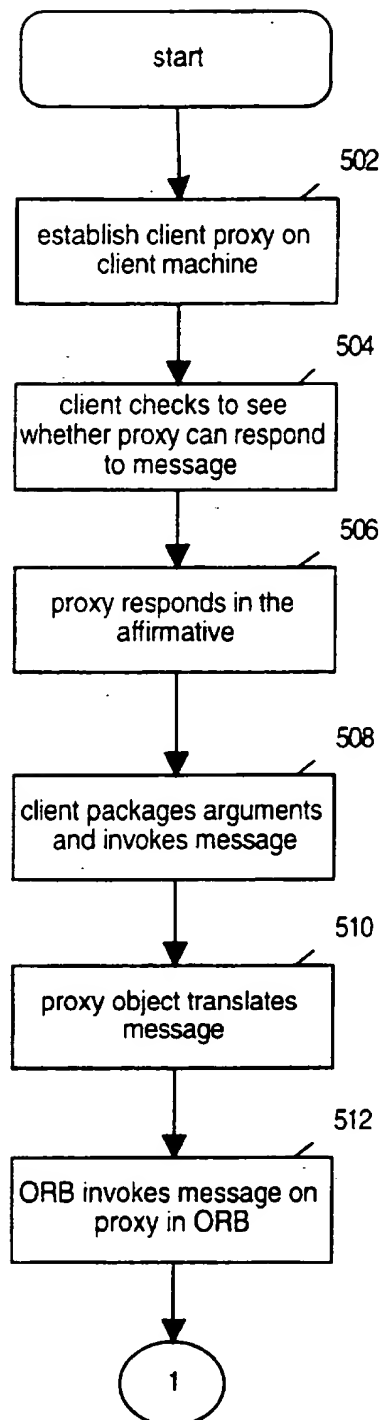 start
502
establish client proxy on
client machine
504
client checks to see
whether proxy can respond
to message
506
proxy responds in the
affirmative
508
client packages arguments
and invokes message
510
proxy object translates
message
512
ORB invokes message on
proxy in ORB
1